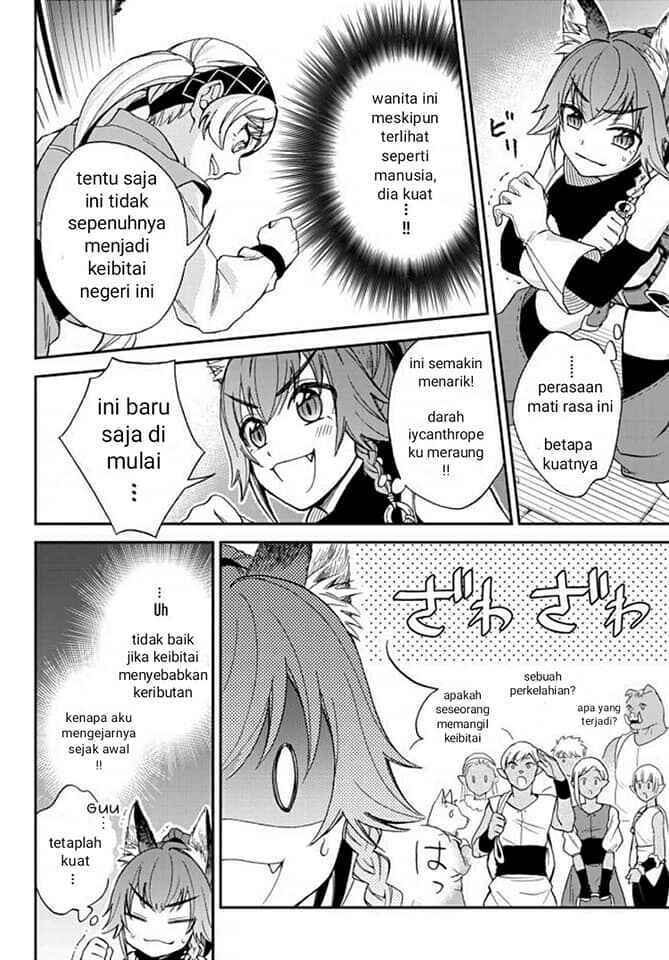 perasaan
mati rasa ini
betapa
kuatnya
wanita ini
meskipun
terlihat
seperti
manusia,
dia kuat
...
!!
tentu saja
ini tidak
sepenuhnya
menjadi
keibitai
negeri ini
ini semakin
menarik!
darah
iycanthrope
ku meraung
!!
ini baru
saja di
mulai
...
ざわ ざわ
apa yang
terjadi?
sebuah
perkelahian?
apakah
seseorang
memangil
keibitai
はっ
...
Uh
tidak baik
jika keibitai
menyebabkan
keributan
kenapa aku
mengejarnya
sejak awal
!!
Guu
tetaplah
kuat
...